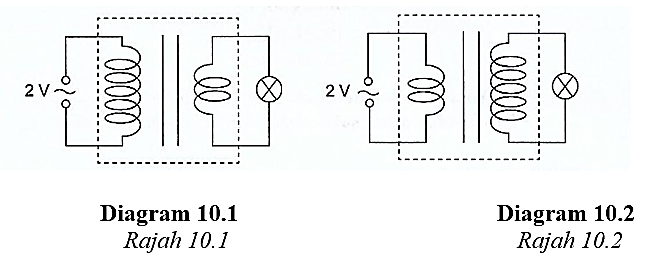 2 V ~
2 V ~
Diagram 10.1
Rajah 10.1
Diagram 10.2
Rajah 10.2